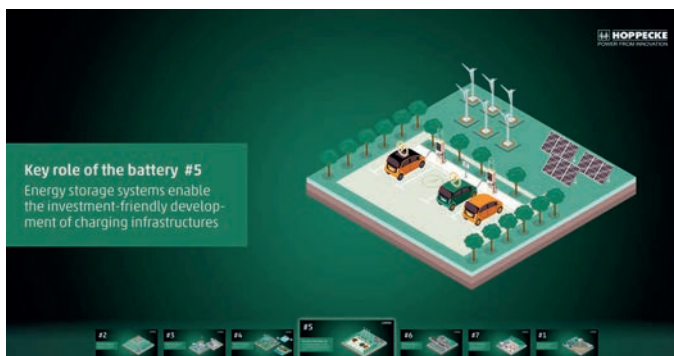 HOPPECKE
POWER FROM INNOVATION
Key role of the battery #5
Energy storage systems enable
the investment-friendly develop-
ment of charging infrastructures
#2
#3
#4
#5
#6
#7
#1